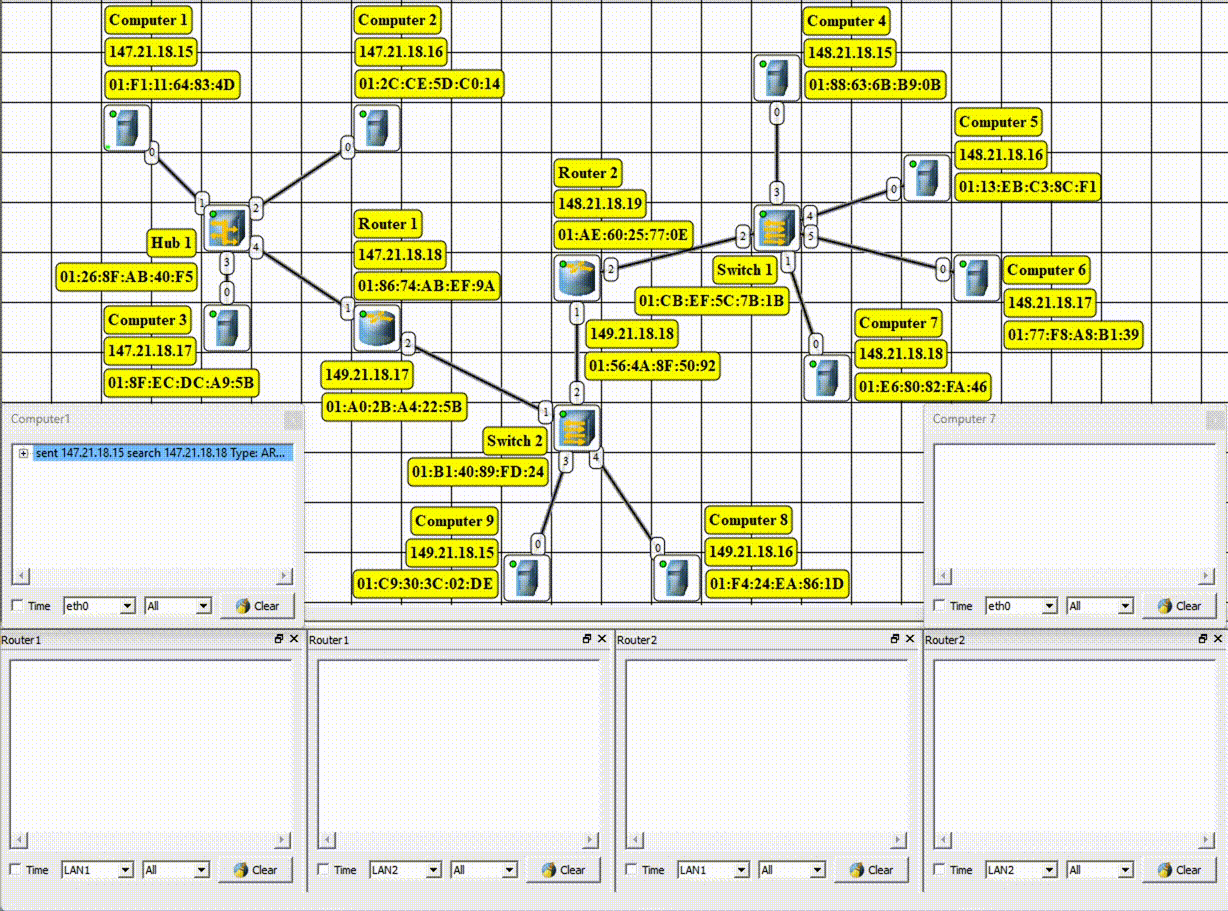 Computer 1
147.21.18.15
01:F1:11:64:83:4D
0
Computer 2
147.21.18.16
01:2C:CE:5D:C0:14
0
Computer 4
148.21.18.15
01:88:63:6B:B9:0B
0
Computer 5
148.21.18.16
01:13:EB:C3:8C:F1
0
1
2
Hub 1
01:26:8F:AB:40:F5
3
4
0
Computer 3
147.21.18.17
01:8F:EC:DC:A9:5B
Router 1
147.21.18.18
01:86:74:AB:EF:9A
1
2
149.21.18.17
01:A0:2B:A4:22:5B
Router 2
148.21.18.19
01:AE:60:25:77:0E
2
1
149.21.18.18
01:56:4A:8F:50:92
3
4
2
5
1
Switch 1
01:CB:EF:5C:7B:1B
0
Computer 6
148.21.18.17
01:77:F8:A8:B1:39
0
Computer 7
148.21.18.18
01:E6:80:82:FA:46
2
1
Switch 2
01:B1:40:89:FD:24
3
4
Computer 9
149.21.18.15
01:C9:30:3C:02:DE
0
Computer 8
149.21.18.16
01:F4:24:EA:86:1D
0
Computer1
sent 147.21.18.15 search 147.21.18.18 Type: AR...
Time eth0 All Clear
Computer 7
Time eth0 All Clear
Router1
Time LAN1 All Clear
Router1
Time LAN2 All Clear
Router2
Time LAN1 All Clear
Router2
Time LAN2 All Clear